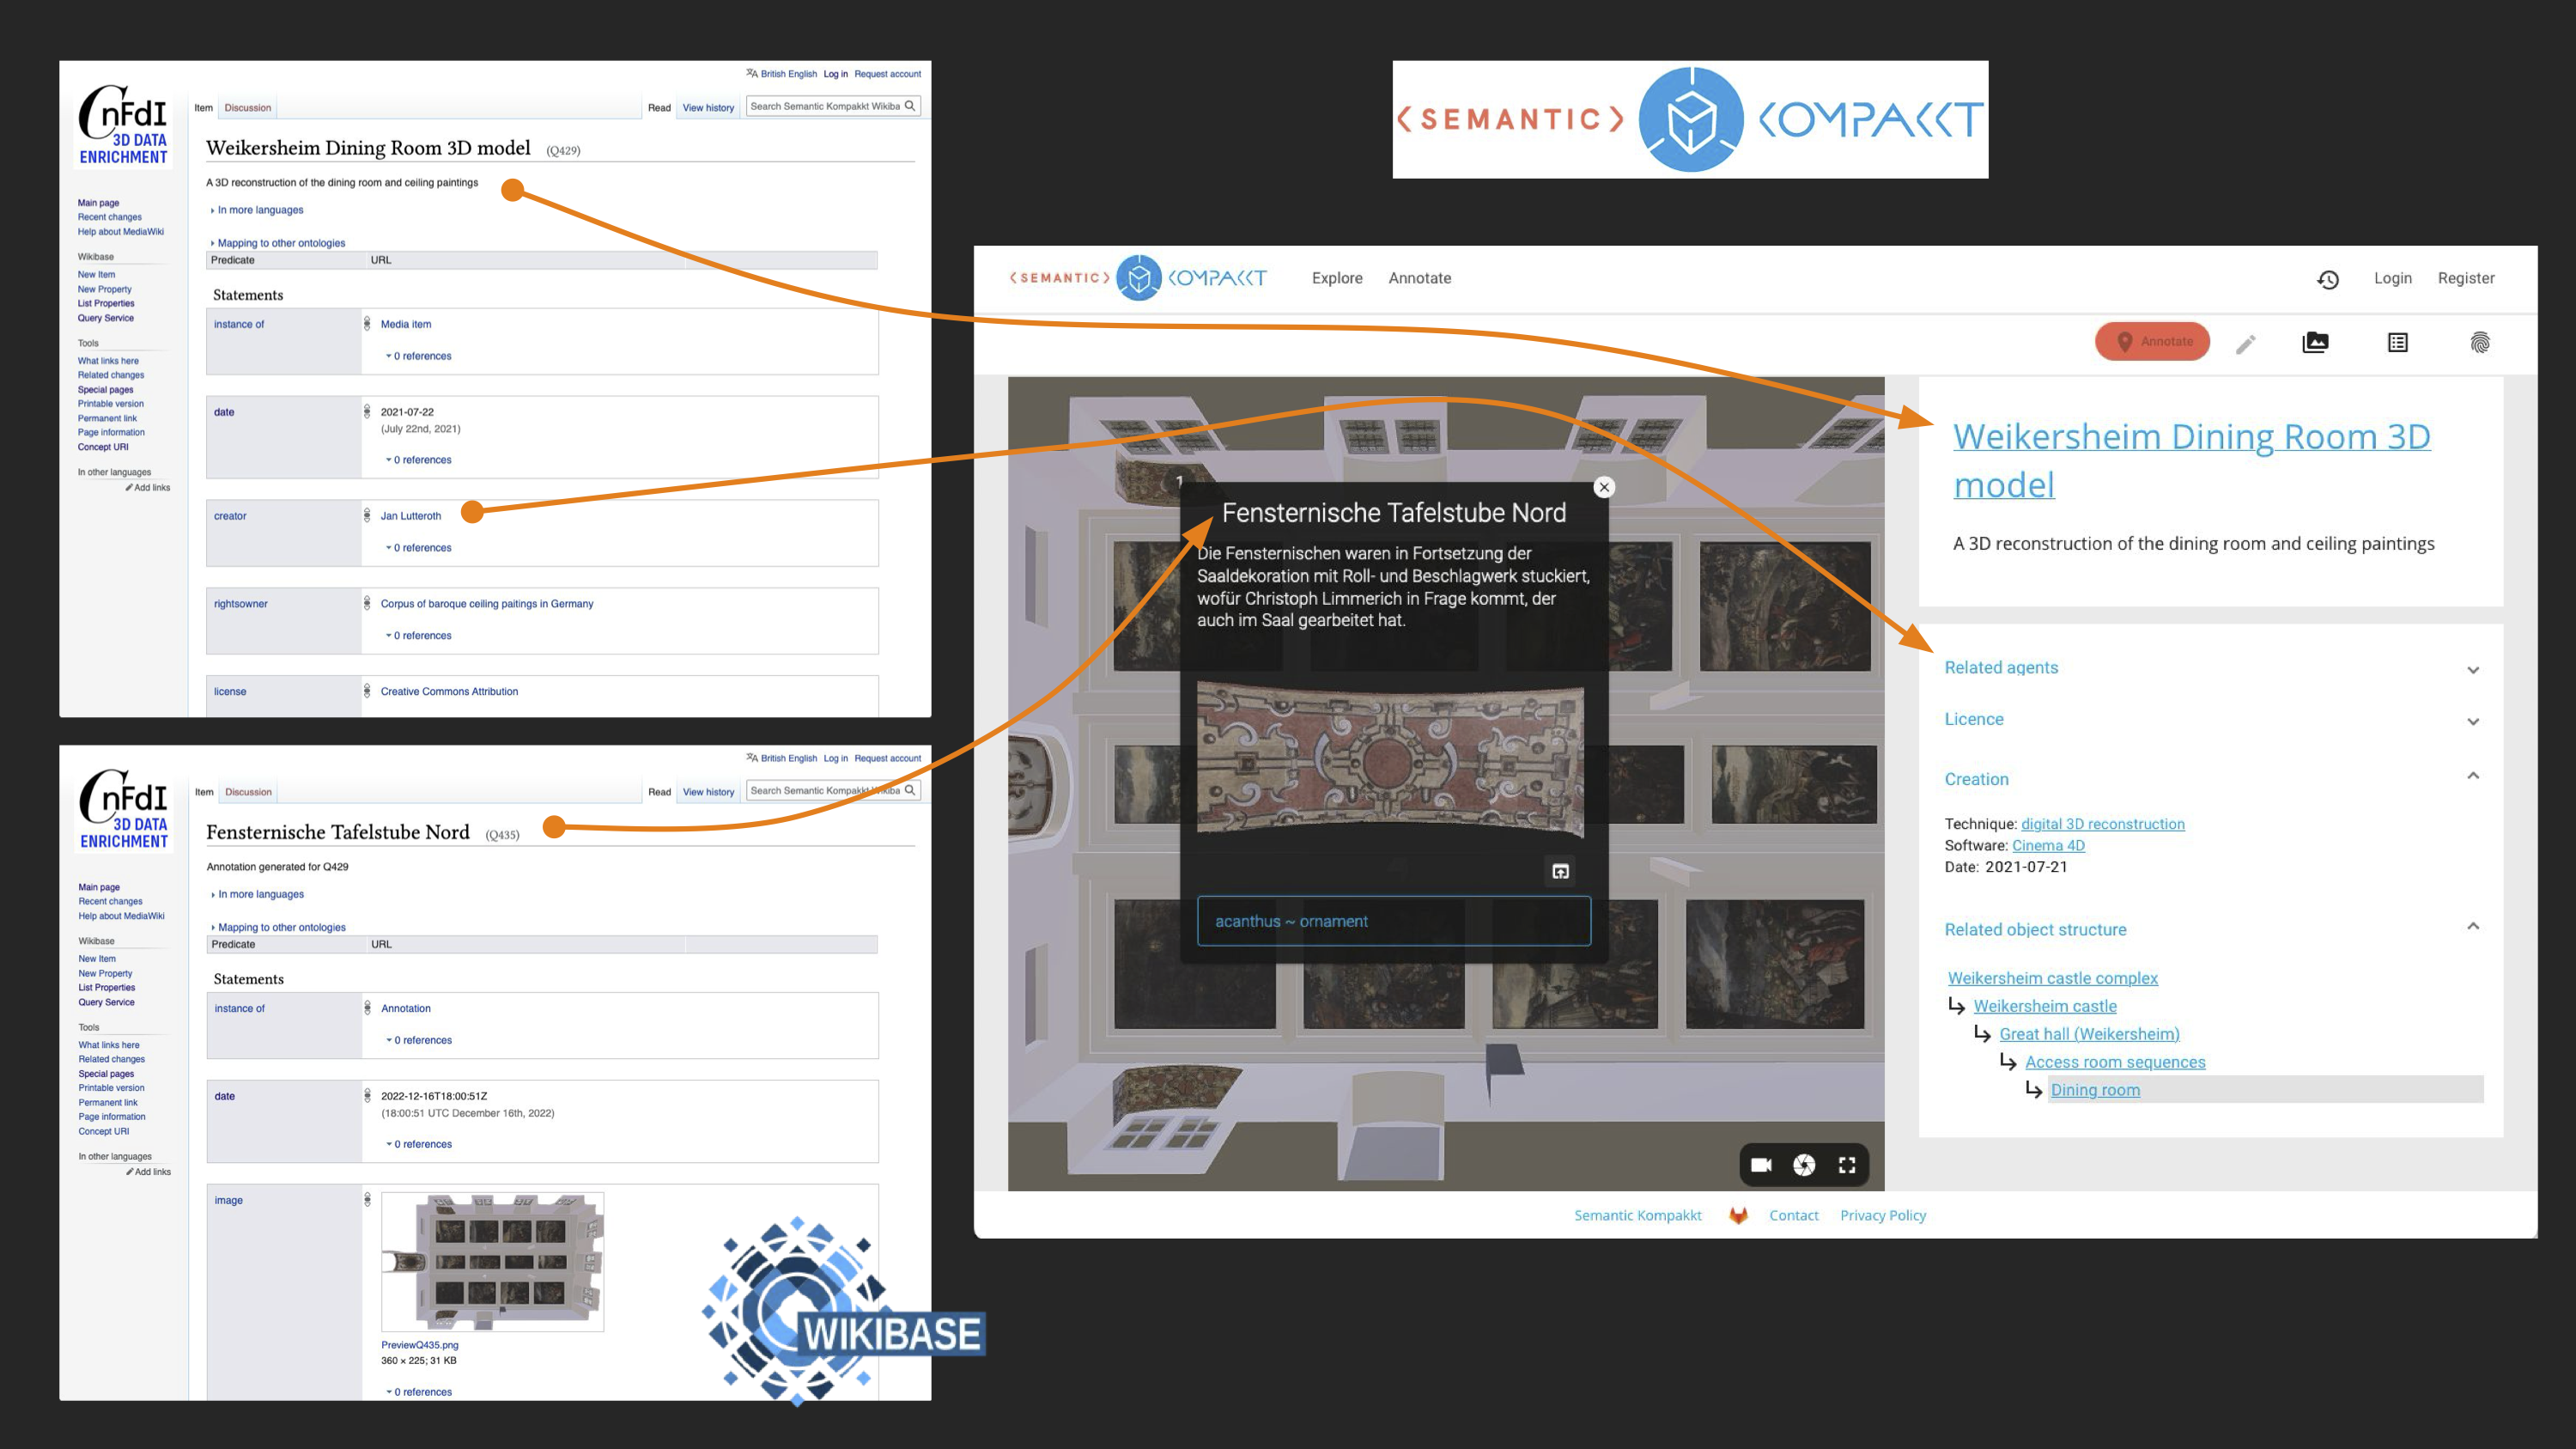 British English Log in Request account
CnFdI
3D DATA
ENRICHMENT
Item Discussion
Read View history Search Semantic Kompakkt Wikiba
Weikersheim Dining Room 3D model (Q429)
A 3D reconstruction of the dining room and ceiling paintings
In more languages
Mapping to other ontologies
Predicate URL
Statements
instance of Media item
0 references
date 2021-07-22
(July 22nd, 2021)
0 references
creator Jan Lutteroth
0 references
rightsowner Corpus of baroque ceiling paitings in Germany
0 references
license Creative Commons Attribution
Main page
Recent changes
Help about MediaWiki
Wikibase
New Item
New Property
List Properties
Query Service
Tools
What links here
Related changes
Special pages
Printable version
Permanent link
Page information
Concept URI
In other languages
Add links
British English Log in Request account
CnFdI
3D DATA
ENRICHMENT
Item Discussion
Read View history Search Semantic Kompakkt Wikiba
Fensternische Tafelstube Nord (Q435)
Annotation generated for Q429
In more languages
Mapping to other ontologies
Predicate URL
Statements
instance of Annotation
0 references
date 2022-12-16T18:00:51Z
(18:00:51 UTC December 16th, 2022)
0 references
image
PreviewQ435.png
360 × 225; 31 KB
0 references
Main page
Recent changes
Help about MediaWiki
Wikibase
New Item
New Property
List Properties
Query Service
Tools
What links here
Related changes
Special pages
Printable version
Permanent link
Page information
Concept URI
In other languages
Add links
WIKIBASE
<SEMANTIC> KOMPAKKT
<SEMANTIC> KOMPAKKT Explore Annotate Login Register
Annotate
1
Fensternische Tafelstube Nord
Die Fensternischen waren in Fortsetzung der
Saaldekoration mit Roll- und Beschlagwerk stuckiert,
wofür Christoph Limmerich in Frage kommt, der
auch im Saal gearbeitet hat.
acanthus ~ ornament
Weikersheim Dining Room 3D
model
A 3D reconstruction of the dining room and ceiling paintings
Related agents
Licence
Creation
Technique: digital 3D reconstruction
Software: Cinema 4D
Date: 2021-07-21
Related object structure
Weikersheim castle complex
Weikersheim castle
Great hall (Weikersheim)
Access room sequences
Dining room
Semantic Kompakkt Contact Privacy Policy